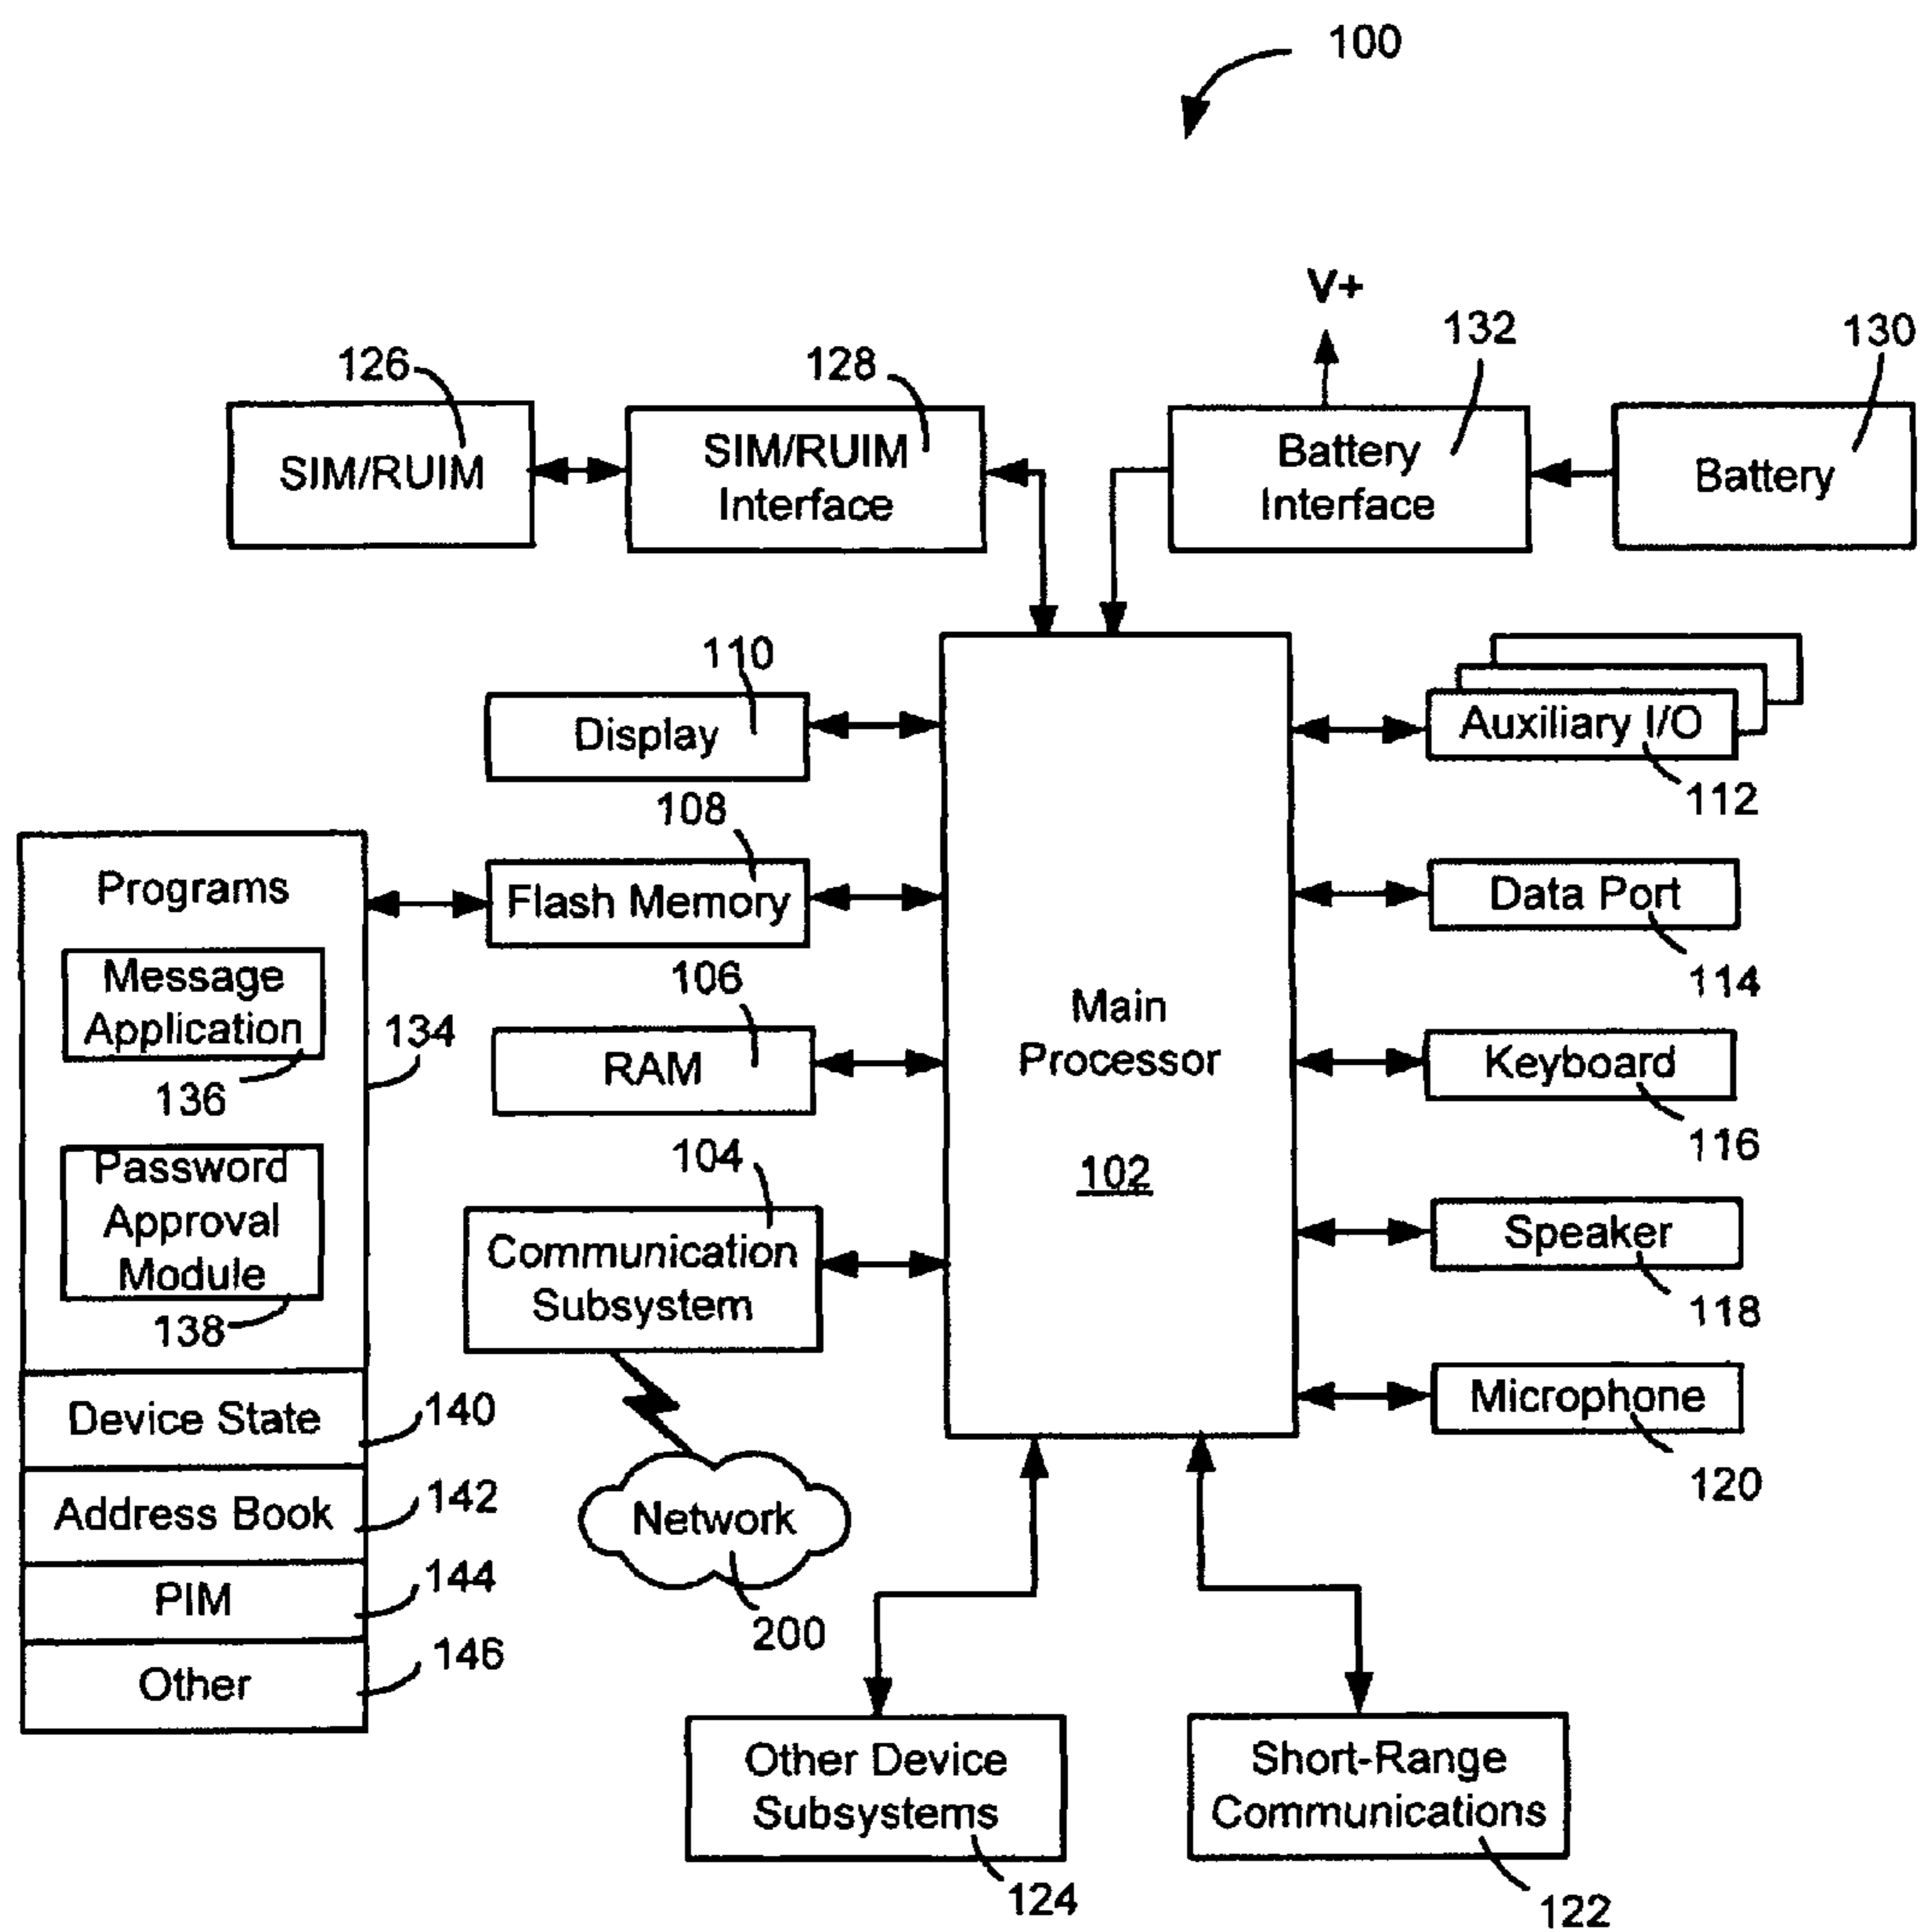 100
V+
132
130
126
128
SIM/RUIM
SIM/RUIM
Interface
Battery
Interface
Battery
110
Display
Auxiliary I/O
112
108
Programs
Flash Memory
Data Port
114
Message
Application
136
134
106
RAM
Main
Processor
102
Keyboard
116
Password
Approval
Module
138
104
Communication
Subsystem
Speaker
118
Device State
140
Microphone
120
Address Book
142
Network
200
PIM
144
Other
146
Other Device
Subsystems
124
Short-Range
Communications
122